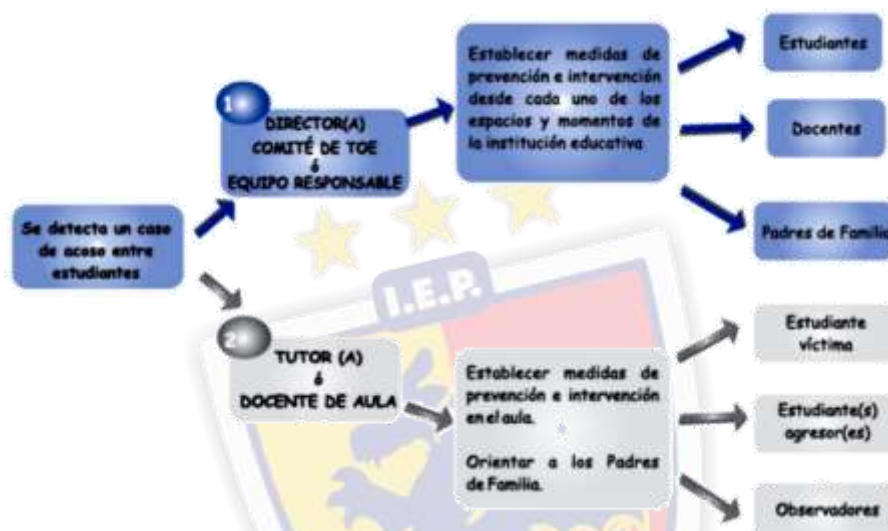 Se detecta un caso
de acoso entre
estudiantes
1
DIRECTOR(A)
COMITÉ DE TOE
ó
EQUIPO RESPONSABLE
Establecer medidas de
prevención e intervención
desde cada uno de los
espacios y momentos de
la institución educativa
Estudiantes
Docentes
Padres de Familia
I.E.P.
2
TUTOR (A)
ó
DOCENTE DE AULA
Establecer medidas de
prevención e intervención
en el aula.
Orientar a los Padres
de Familia.
Estudiante
víctima
Estudiante(s)
agresor(es)
Observadores